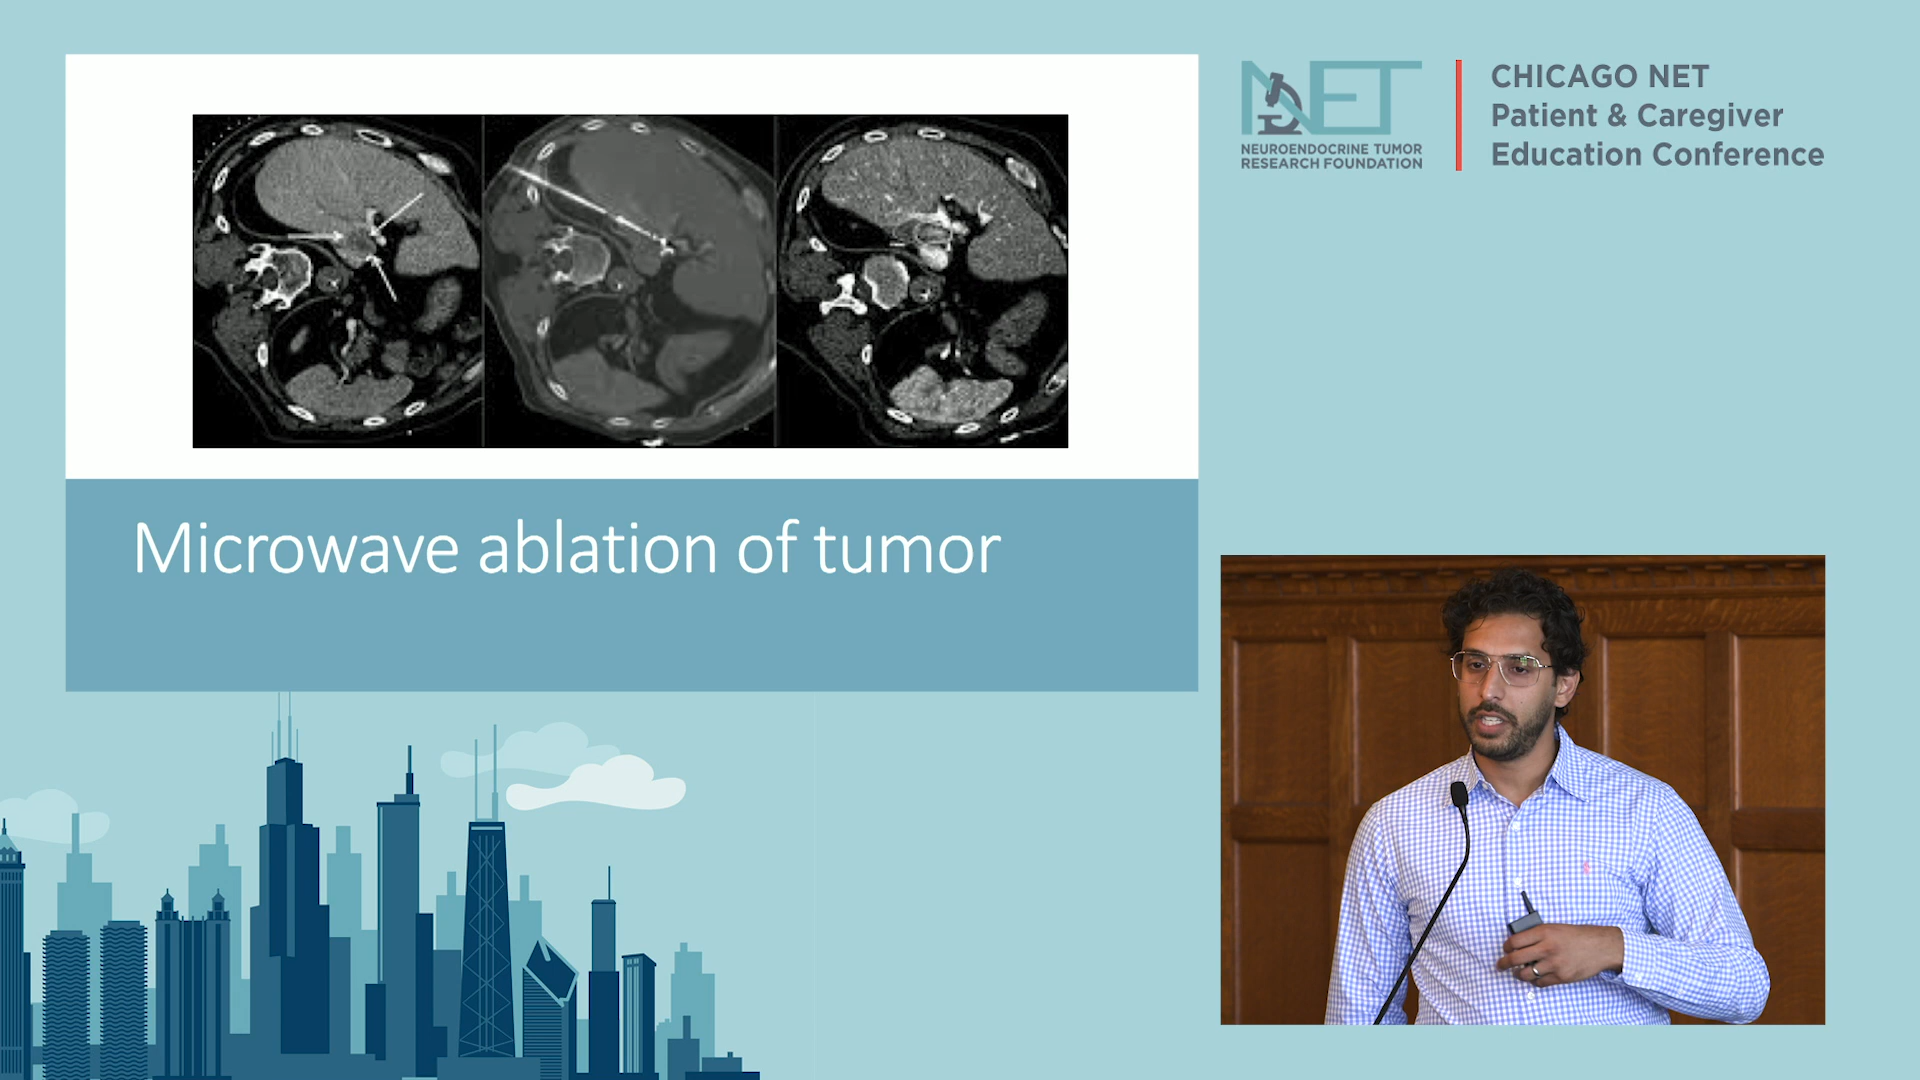 NET
NEUROENDOCRINE TUMOR
RESEARCH FOUNDATION
CHICAGO NET
Patient & Caregiver
Education Conference
Microwave ablation of tumor